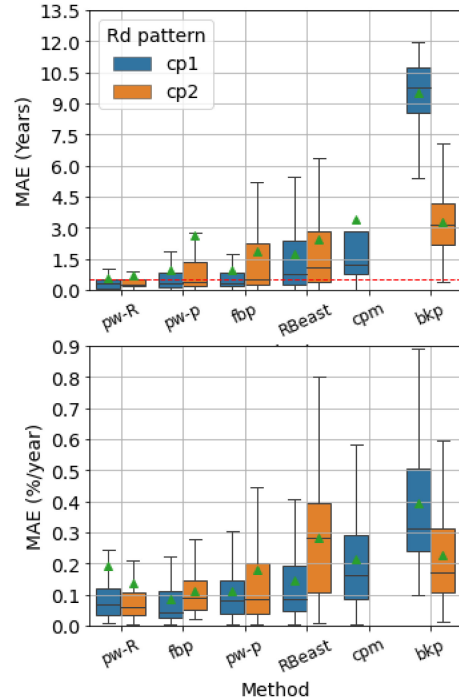 13.5
12.0
10.5
9.0
7.5
6.0
4.5
3.0
1.5
0.0
MAE (Years)
Rd pattern
cp1
cp2
pw-R
pw-p
fbp
RBeast
cpm
bkp
0.9
0.8
0.7
0.6
0.5
0.4
0.3
0.2
0.1
0.0
MAE (%/year)
pw-R
fbp
pw-p
RBeast
cpm
bkp
Method